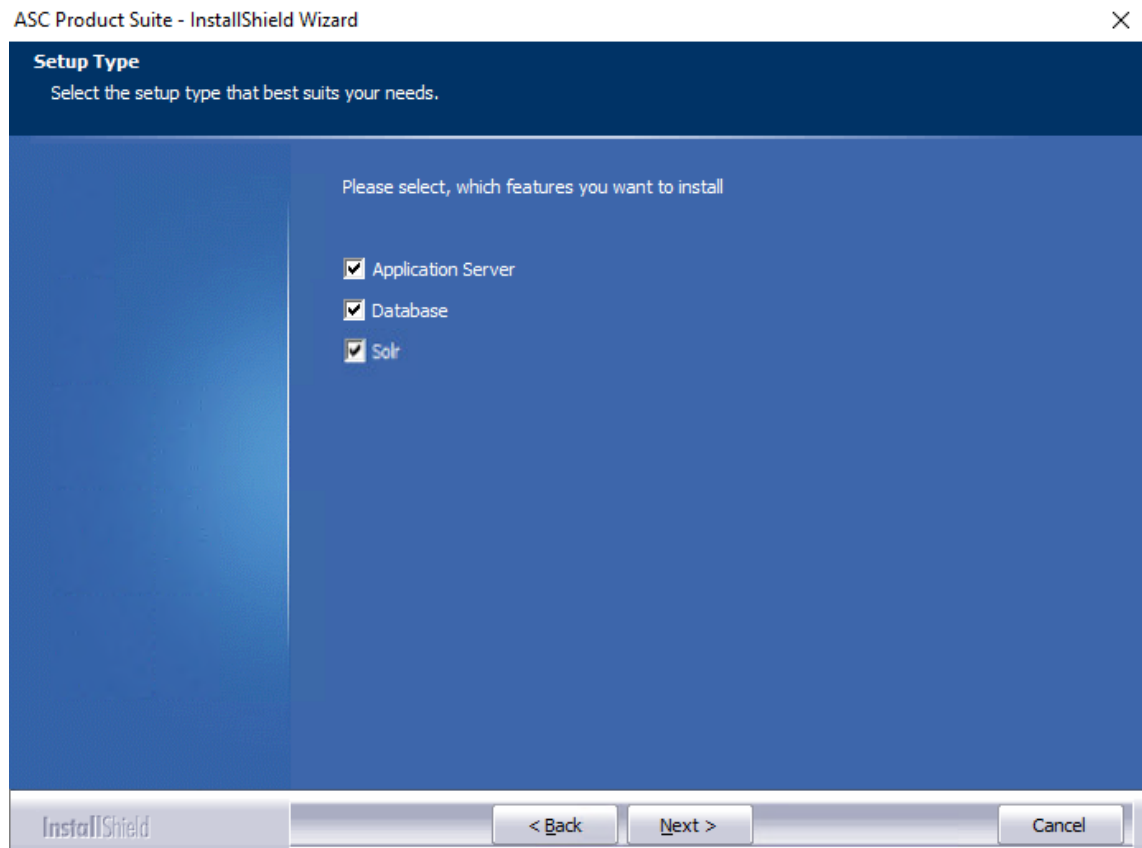 ASC Product Suite - InstallShield Wizard
Setup Type
Select the setup type that best suits your needs.
Please select, which features you want to install
Application Server
Database
Solr
InstallShield
< Back
Next >
Cancel